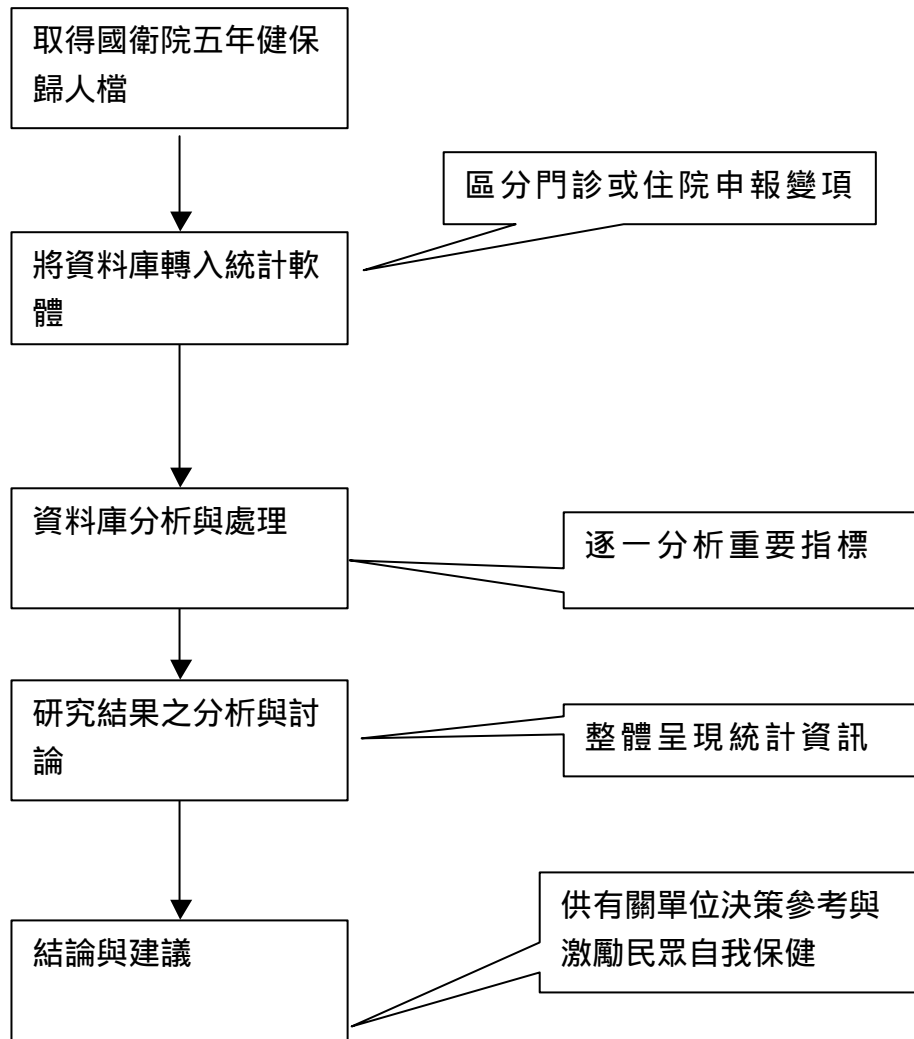 取得國衛院五年健保
歸人檔
區分門診或住院申報變項
將資料庫轉入統計軟
體
資料庫分析與處理
逐一分析重要指標
研究結果之分析與討
論
整體呈現統計資訊
供有關單位決策參考與
激勵民眾自我保健
結論與建議